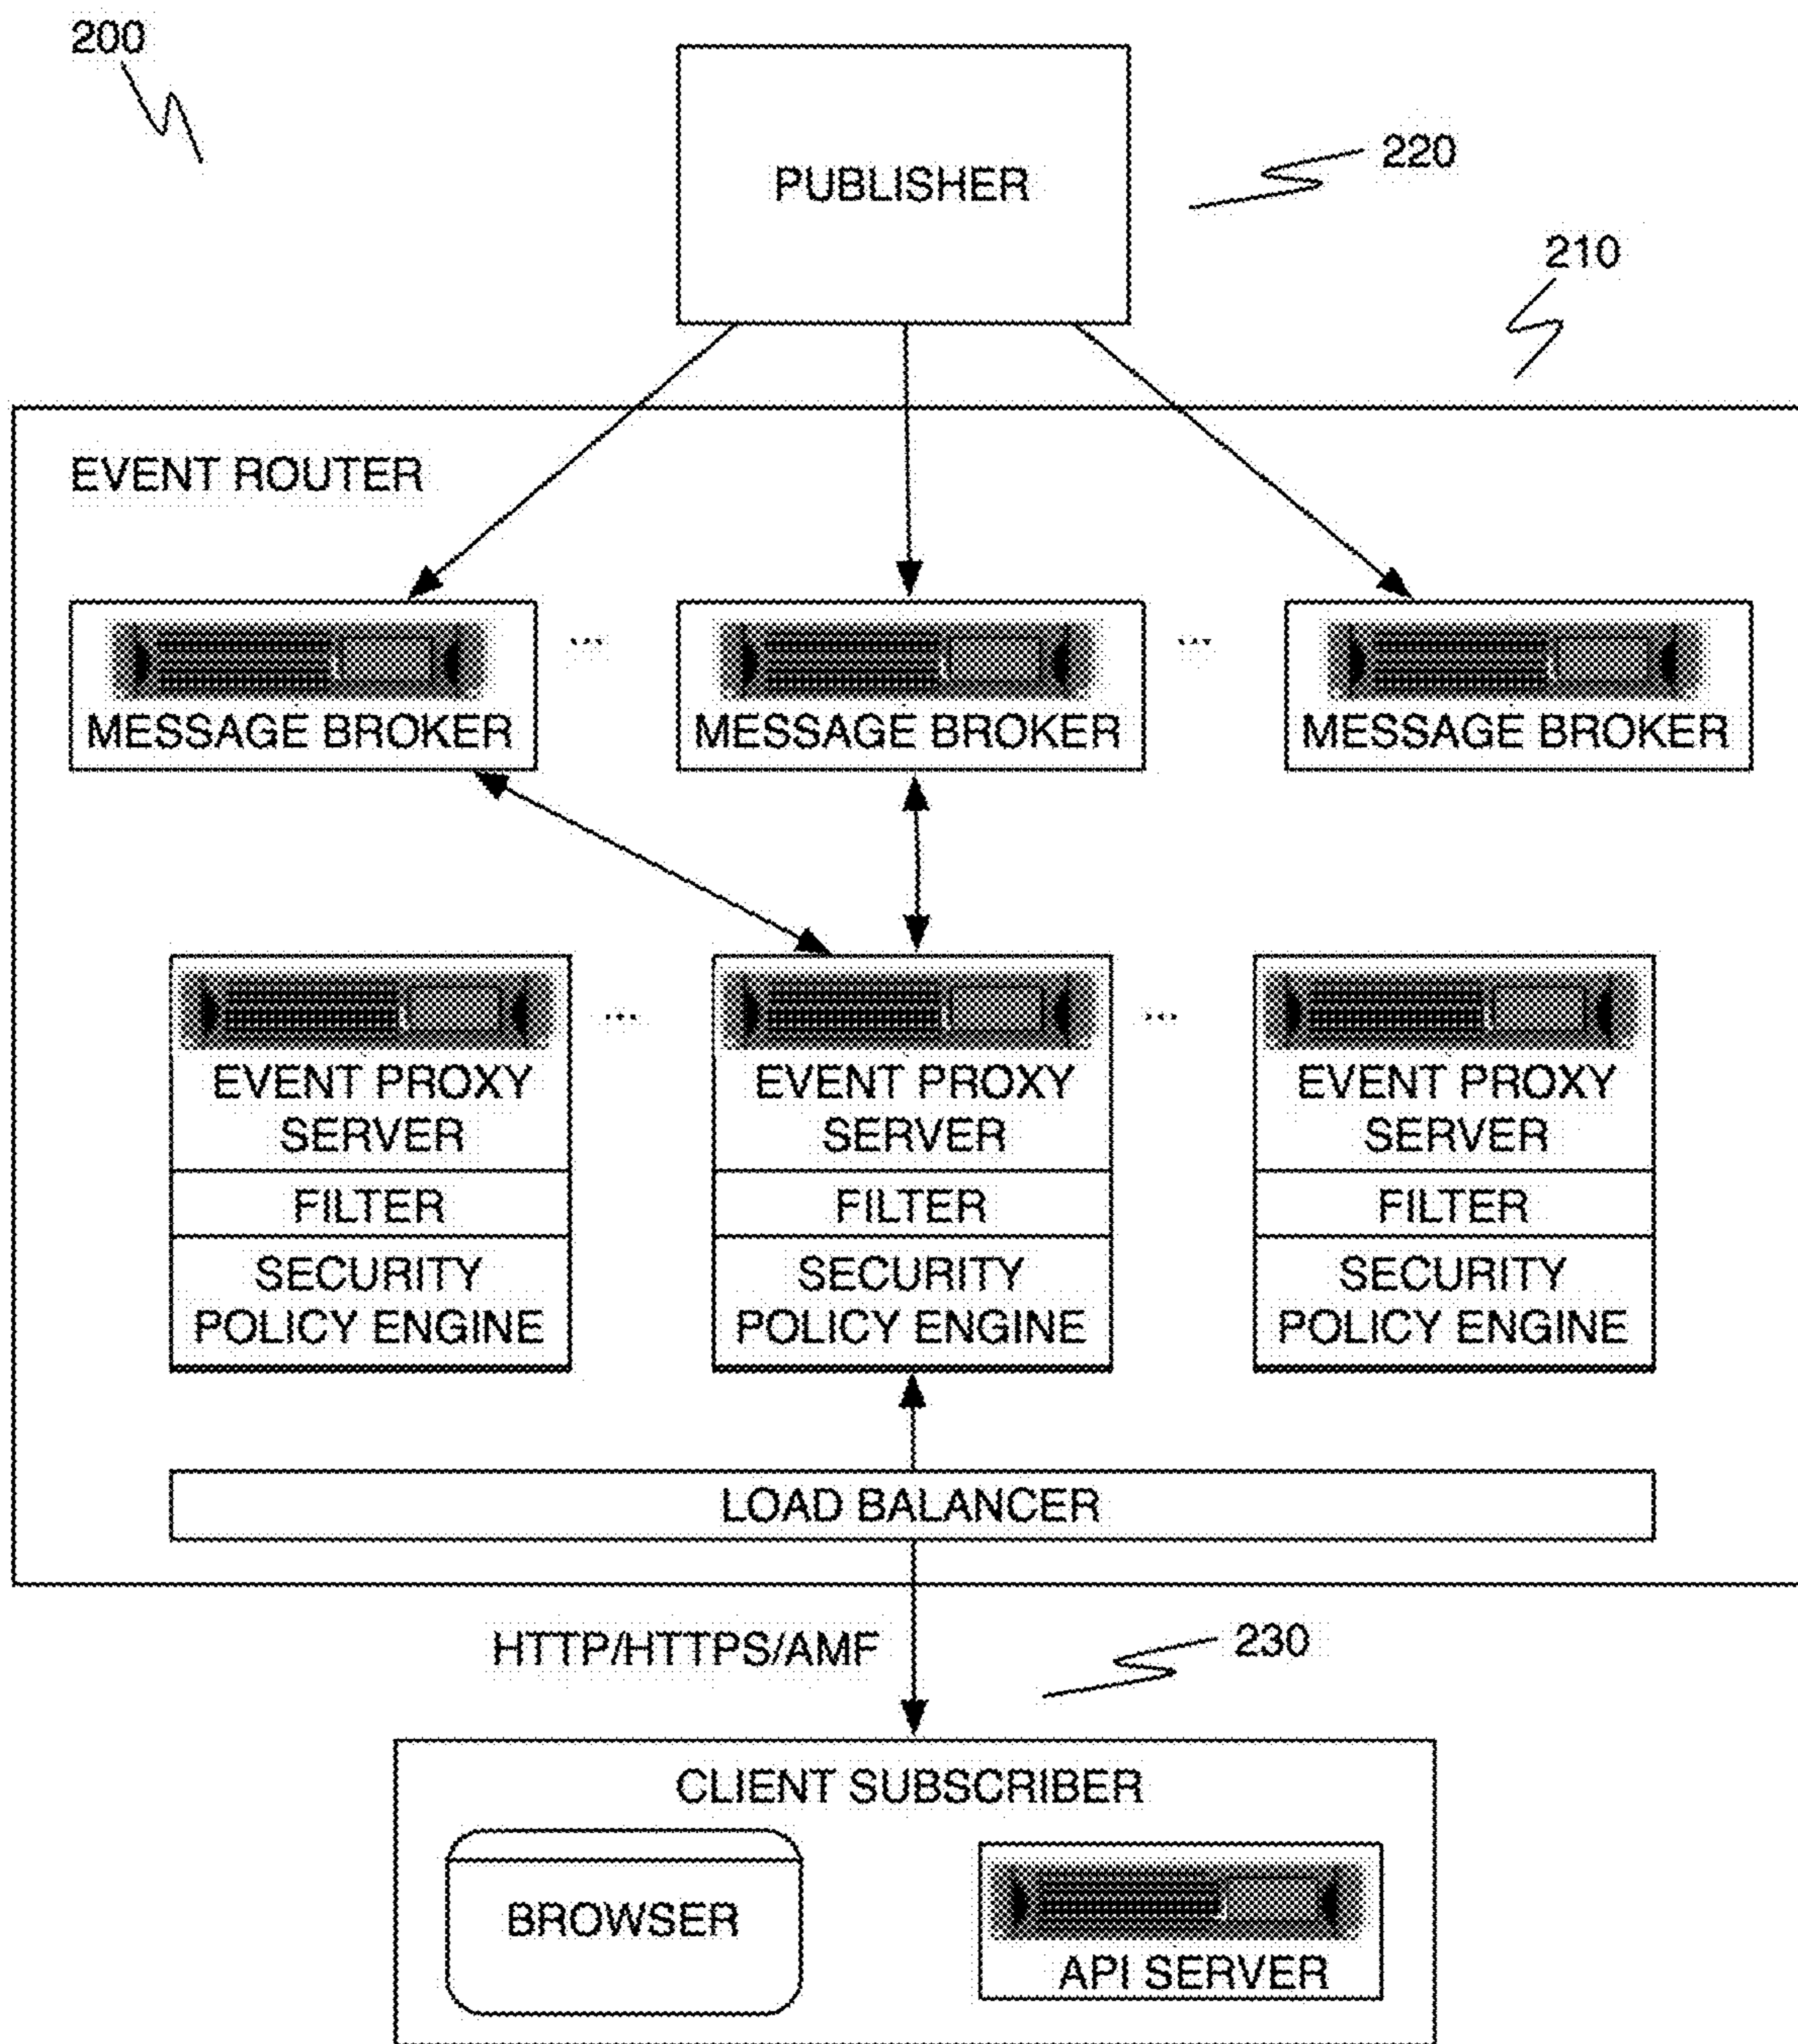 200
PUBLISHER
220
210
EVENT ROUTER
...
...
MESSAGE BROKER
MESSAGE BROKER
MESSAGE BROKER
...
...
EVENT PROXY
SERVER
FILTER
SECURITY
POLICY ENGINE
EVENT PROXY
SERVER
FILTER
SECURITY
POLICY ENGINE
EVENT PROXY
SERVER
FILTER
SECURITY
POLICY ENGINE
LOAD BALANCER
HTTP/HTTPS/AMF
230
CLIENT SUBSCRIBER
BROWSER
API SERVER